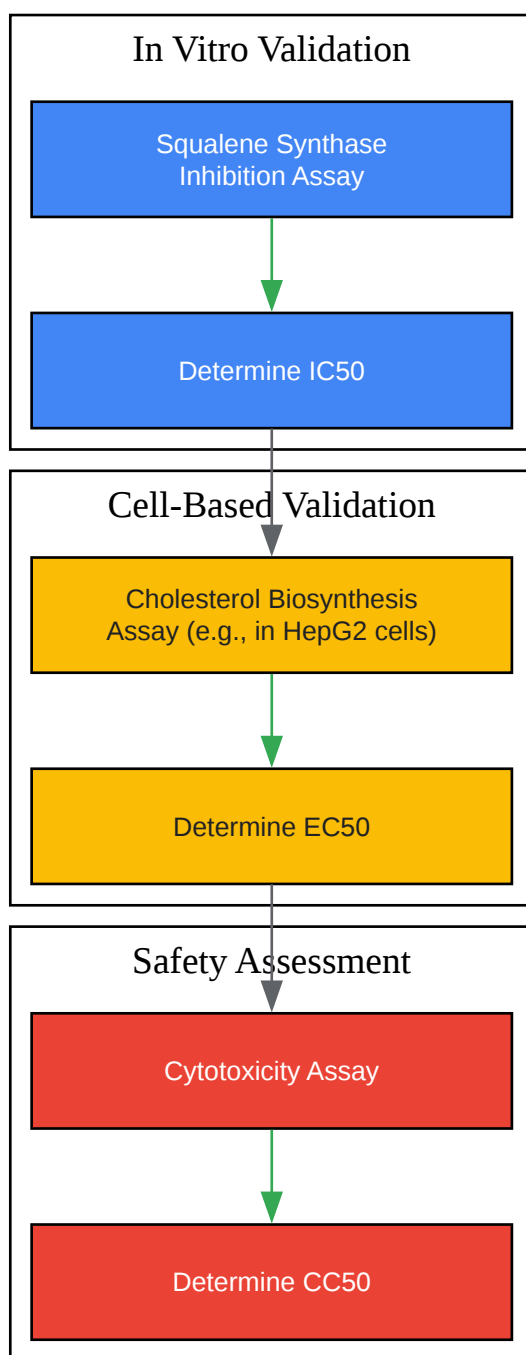 In Vitro Validation
Squalene Synthase
Inhibition Assay
Determine IC50
Cell-Based Validation
Cholesterol Biosynthesis
Assay (e.g., in HepG2 cells)
Determine EC50
Safety Assessment
Cytotoxicity Assay
Determine CC50